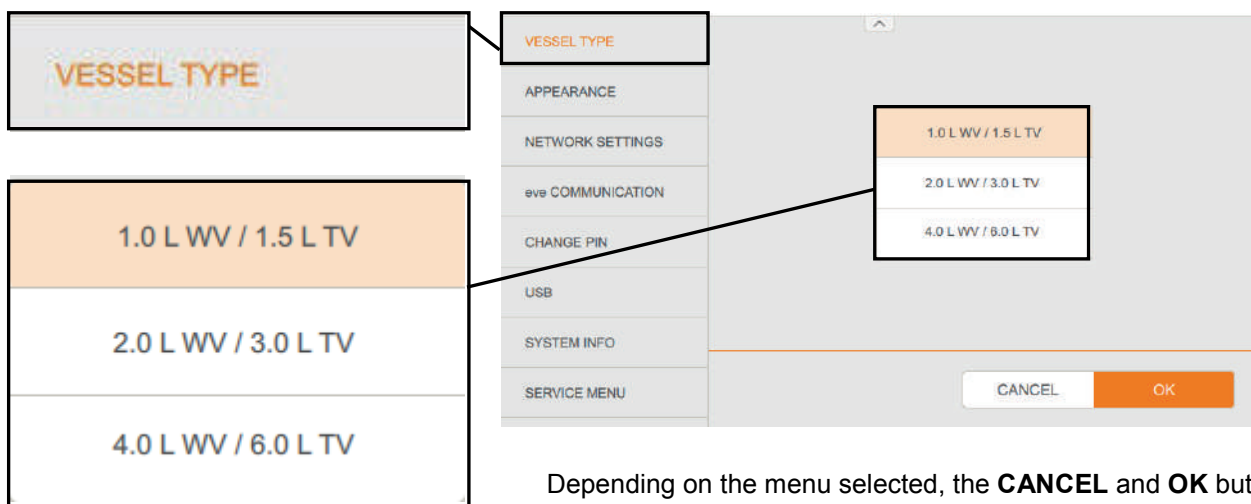 VESSEL TYPE
1.0 L WV / 1.5 L TV
2.0 L WV / 3.0 L TV
4.0 L WV / 6.0 L TV
VESSEL TYPE
APPEARANCE
NETWORK SETTINGS
eve COMMUNICATION
CHANGE PIN
USB
SYSTEM INFO
SERVICE MENU
1.0 L WV / 1.5 L TV
2.0 L WV / 3.0 L TV
4.0 L WV / 6.0 L TV
CANCEL OK
Depending on the menu selected, the CANCEL and OK but